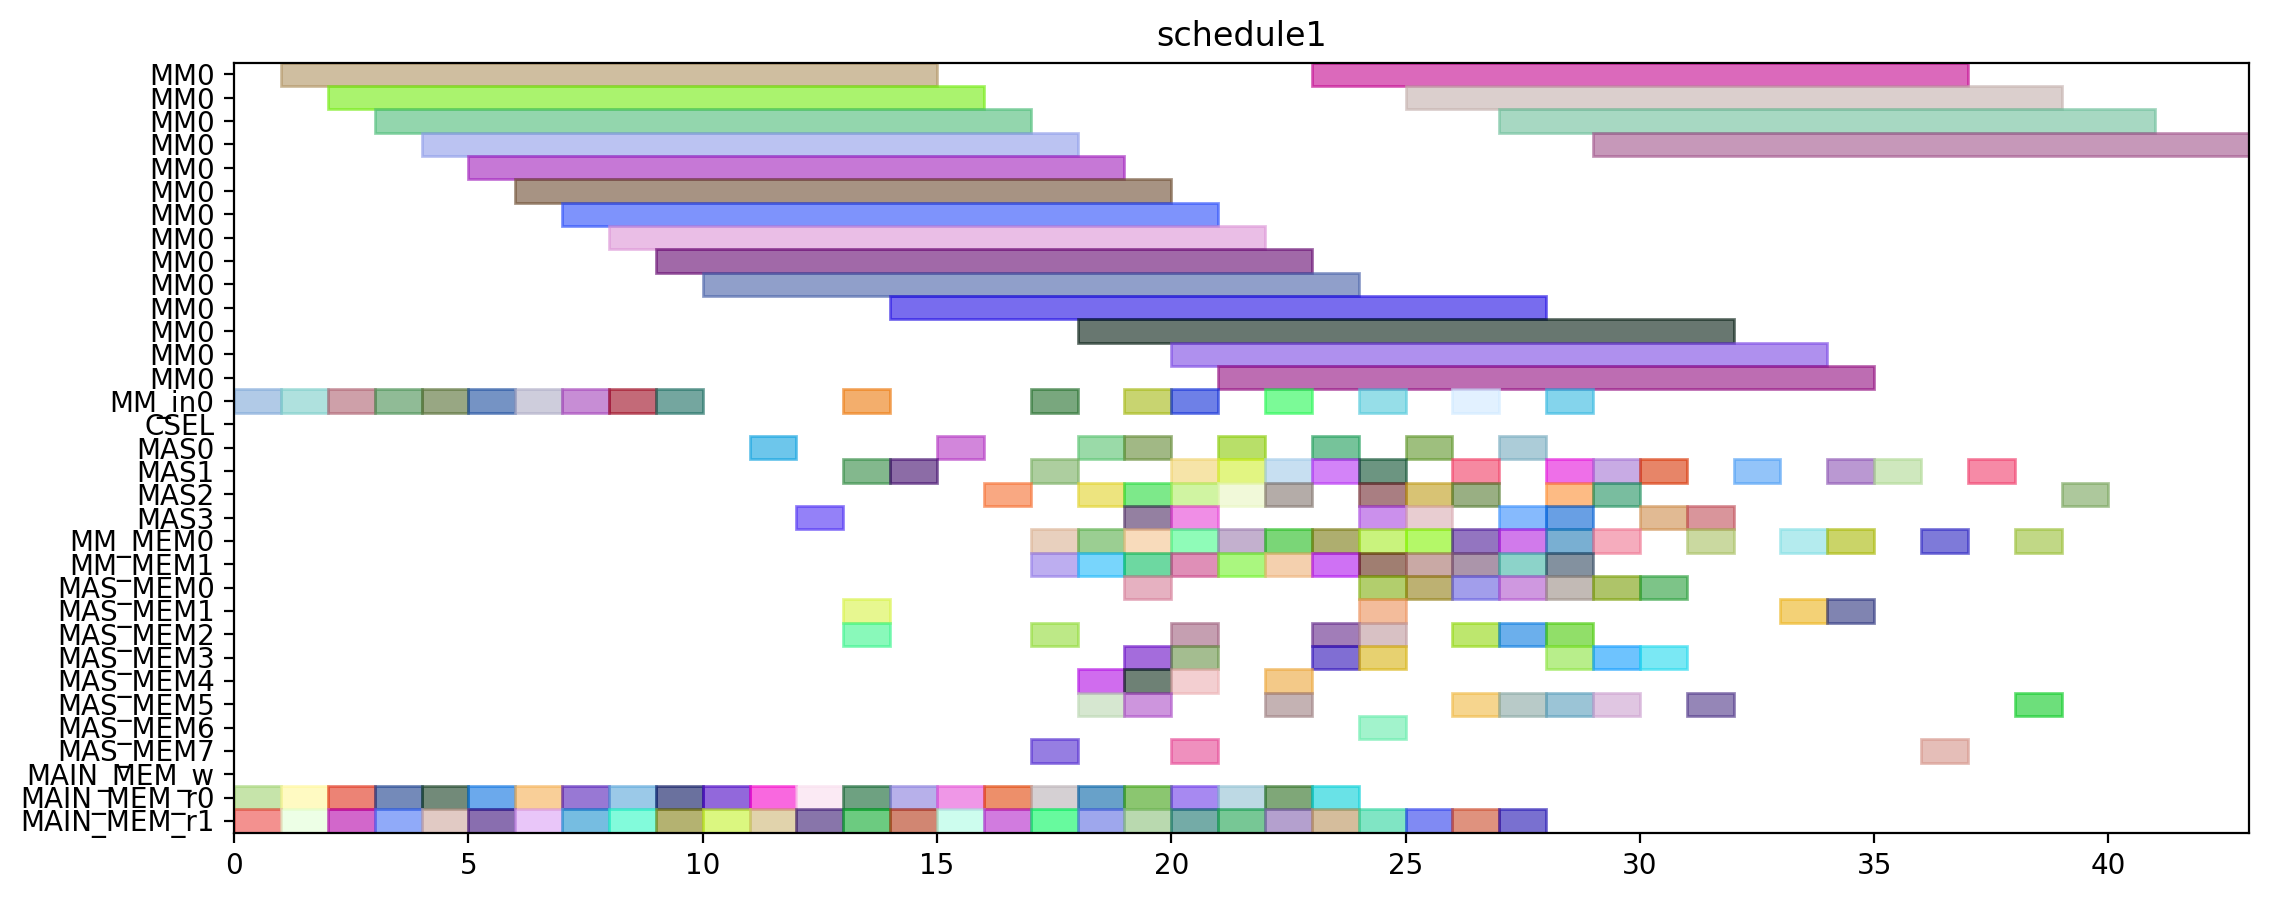 schedule1
MM0
MM0
MM0
MM0
MM0
MM0
MM0
MM0
MM0
MM0
MM0
MM0
MM0
MM0
MM_in0
CSEL
MAS0
MAS1
MAS2
MAS3
MM_MEM0
MM_MEM1
MAS_MEM0
MAS_MEM1
MAS_MEM2
MAS_MEM3
MAS_MEM4
MAS_MEM5
MAS_MEM6
MAS_MEM7
MAIN_MEM_w
MAIN_MEM_r0
MAIN_MEM_r1
0 5 10 15 20 25 30 35 40